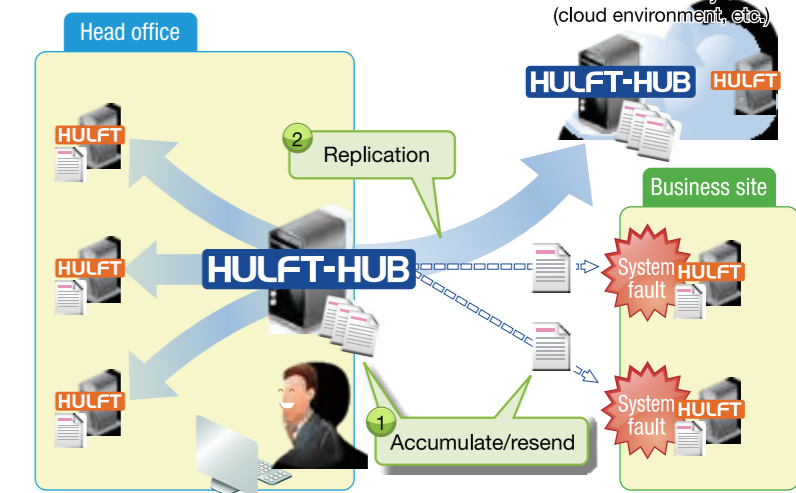 Head office
(cloud environment, etc.)
HULFT-HUB
HULFT
HULFT
2
Replication
Business site
HULFT
HULFT-HUB
System
fault
HULFT
HULFT
System
fault
HULFT
1
Accumulate/resend